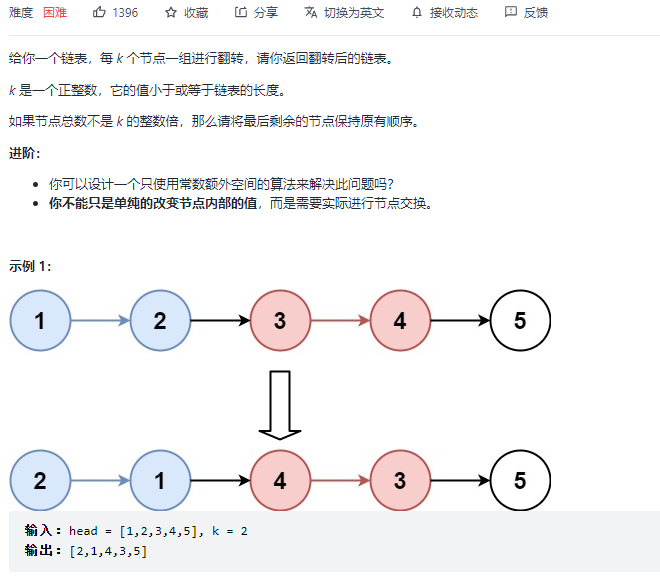 难度 困难 1396 收藏 分享 切换为英文 接收动态 反馈
给你一个链表，每 k 个节点一组进行翻转，请你返回翻转后的链表。
k 是一个正整数，它的值小于或等于链表的长度。
如果节点总数不是 k 的整数倍，那么请将最后剩余的节点保持原有顺序。
进阶：
你可以设计一个只使用常数额外空间的算法来解决此问题吗？
你不能只是单纯的改变节点内部的值，而是需要实际进行节点交换。
示例 1：
1 2 3 4 5
2 1 4 3 5
输入：head = [1,2,3,4,5], k = 2
输出：[2,1,4,3,5]